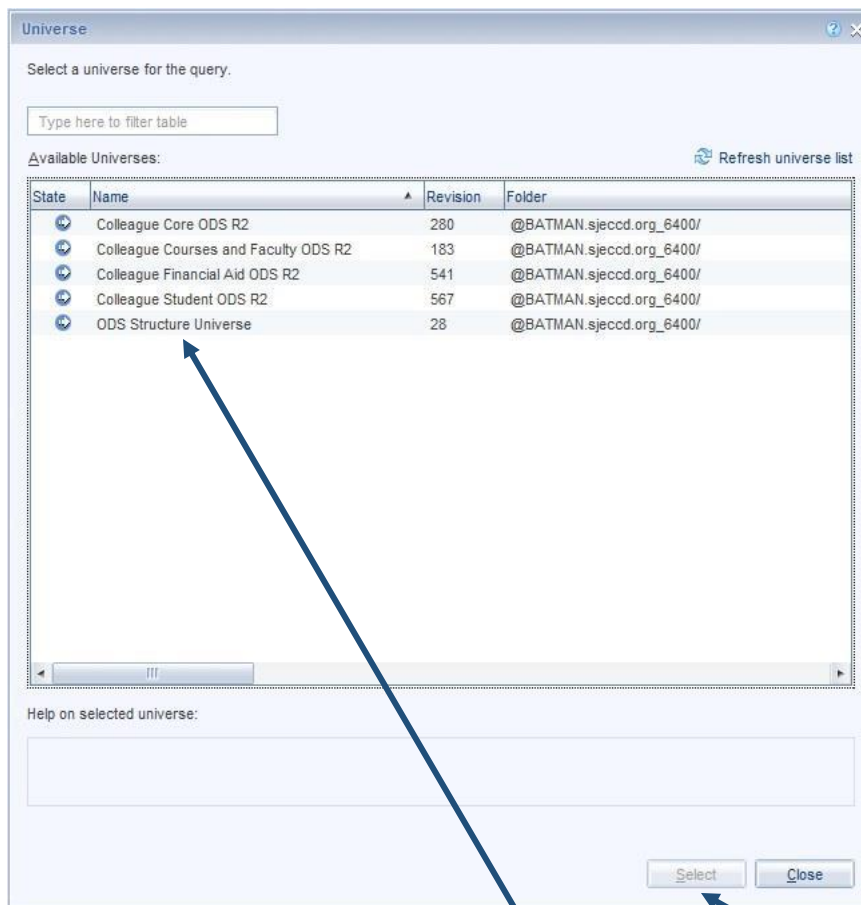 Universe
Select a universe for the query.
Type here to filter table
Available Universes:
Refresh universe list
State Name Revision Folder
Colleague Core ODS R2 280 @BATMAN.sjeccd.org_6400/
Colleague Courses and Faculty ODS R2 183 @BATMAN.sjeccd.org_6400/
Colleague Financial Aid ODS R2 541 @BATMAN.sjeccd.org_6400/
Colleague Student ODS R2 567 @BATMAN.sjeccd.org_6400/
ODS Structure Universe 28 @BATMAN.sjeccd.org_6400/
Help on selected universe:
Select Close